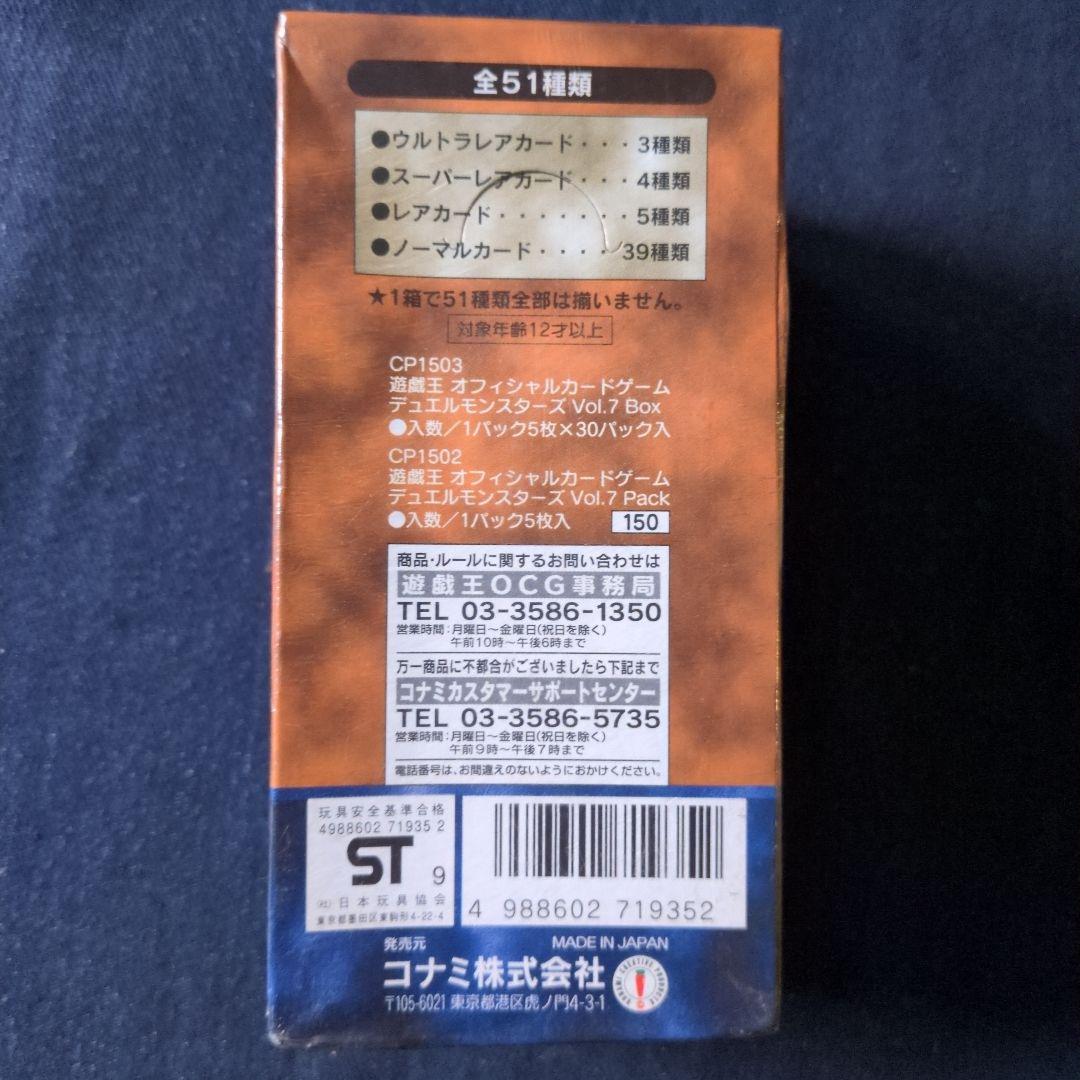 全51種類
●ウルトラレアカード・・・3種類
●スーパーレアカード・・・4種類
●レアカード・・・・・・・5種類
●ノーマルカード・・・・39種類
★1箱で51種類全部は揃いません。
対象年齢12才以上
CP1503
遊戯王 オフィシャルカードゲーム
デュエルモンスターズ Vol.7 Box
●入数／1パック5枚×30パック入
CP1502
遊戯王 オフィシャルカードゲーム
デュエルモンスターズ Vol.7 Pack
●入数／1パック5枚入 150
商品・ルールに関するお問い合わせは
遊戯王OCG事務局
TEL 03-3586-1350
営業時間：月曜日～金曜日(祝日を除く)
午前10時～午後6時まで
万一商品に不都合がございましたら下記まで
コナミカスタマーサポートセンター
TEL 03-3586-5735
営業時間：月曜日～金曜日(祝日を除く)
午前9時～午後7時まで
電話番号は、お間違えのないようにおかけください。
玩具安全基準合格
4988602 71935 2
ST 9
(社)日本玩具協会
東京都墨田区東駒形4-22-4
4 988602 719352
発売元 MADE IN JAPAN
コナミ株式会社
〒105-6021 東京都港区虎ノ門4-3-1
KONAMI CREATIVE PRODUCTS